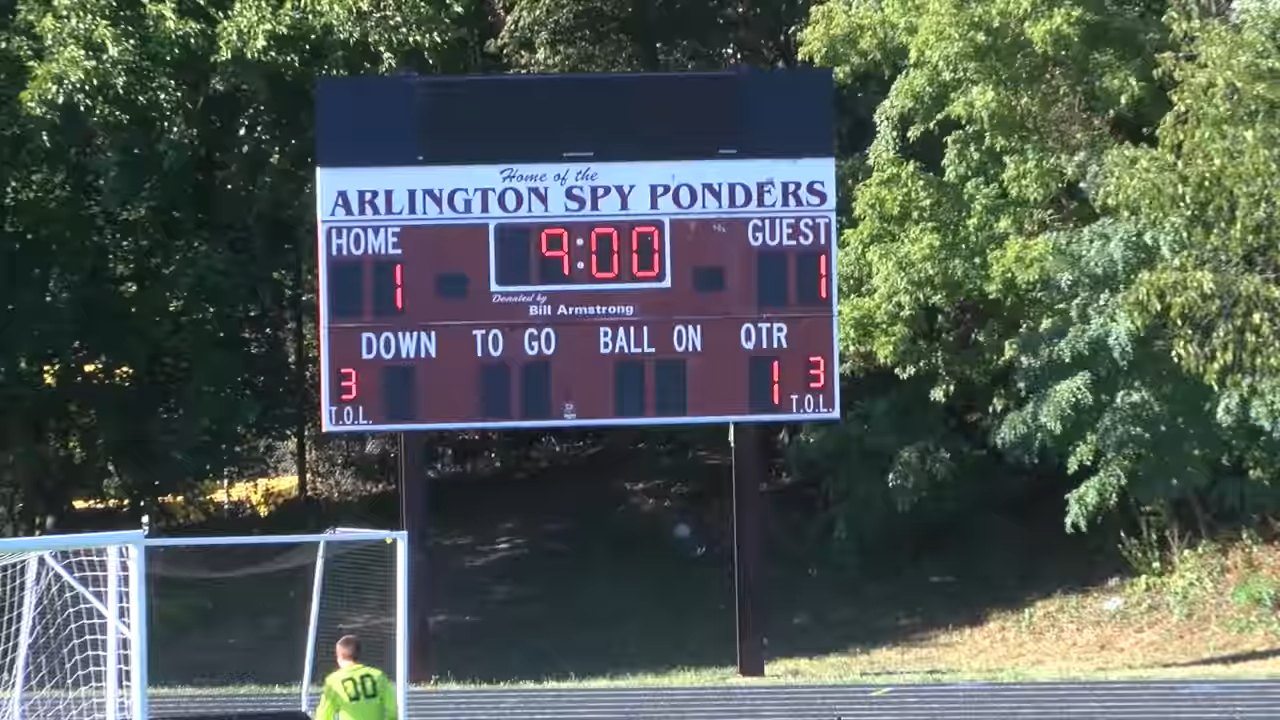 Home of the
ARLINGTON SPY PONDERS
HOME 9:00 GUEST
1 1
Donated by
Bill Armstrong
DOWN TO GO BALL ON QTR
3 1 3
T.O.L. T.O.L.
00